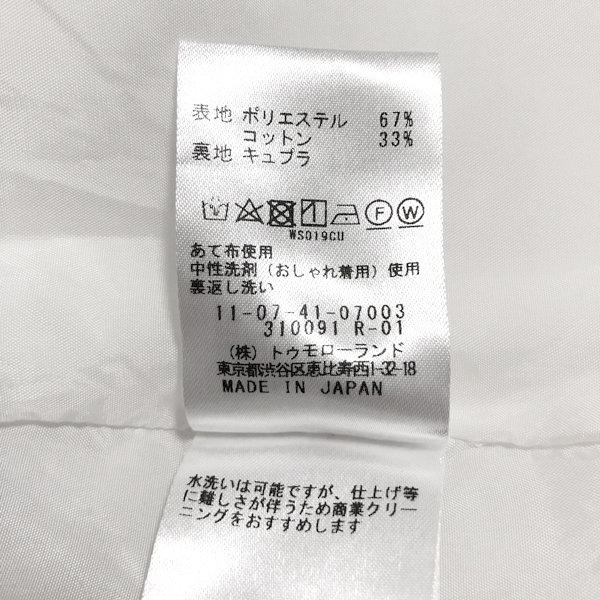 表地 ポリエステル 67%
コットン 33%
裏地 キュプラ
F W
WS019CU
あて布使用
中性洗剤（おしゃれ着用）使用
裏返し洗い
11-07-41-07003
310091 R-01
（株）トゥモローランド
東京都渋谷区恵比寿西1-32-18
MADE IN JAPAN
水洗いは可能ですが、仕上げ等
に難しさが伴うため商業クリー
ニングをおすすめします